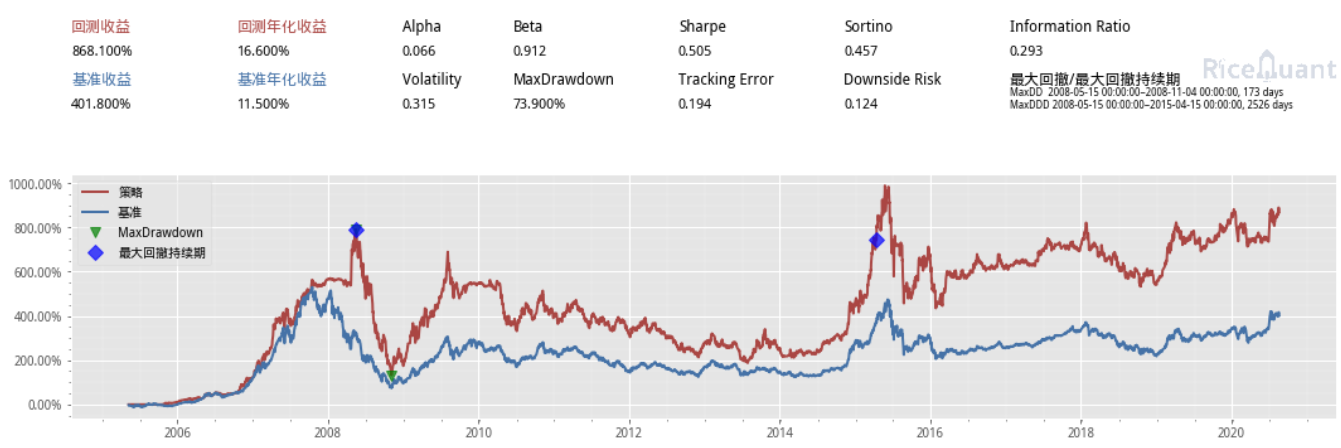 回测收益 回测年化收益 Alpha Beta Sharpe Sortino Information Ratio
868.100% 16.600% 0.066 0.912 0.505 0.457 0.293
RiceQuant
基准收益 基准年化收益 Volatility MaxDrawdown Tracking Error Downside Risk 最大回撤/最大回撤持续期
401.800% 11.500% 0.315 73.900% 0.194 0.124
MaxDD 2008-05-15 00:00:00~2008-11-04 00:00:00, 173 days
MaxDDD 2008-05-15 00:00:00~2015-04-15 00:00:00, 2526 days
1000.00%
800.00%
600.00%
400.00%
200.00%
0.00%
策略
基准
MaxDrawdown
最大回撤持续期
2006 2008 2010 2012 2014 2016 2018 2020